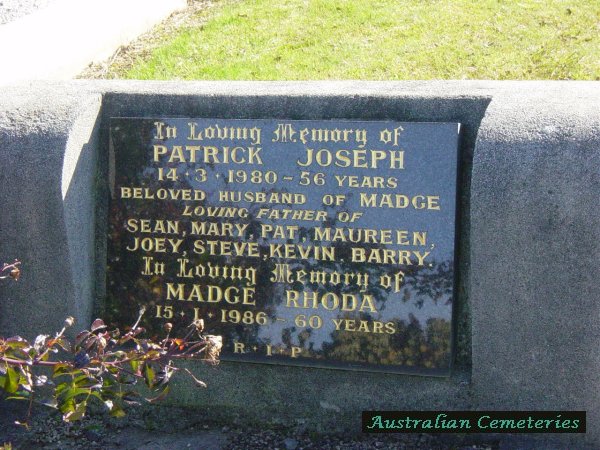 In Loving Memory of
PATRICK JOSEPH
14·3·1980 – 56 YEARS
BELOVED HUSBAND OF MADGE
LOVING FATHER OF
SEAN, MARY, PAT, MAUREEN,
JOEY, STEVE, KEVIN, BARRY.
In Loving Memory of
MADGE RHODA
15·1·1986 – 60 YEARS
R·I·P
Australian Cemeteries